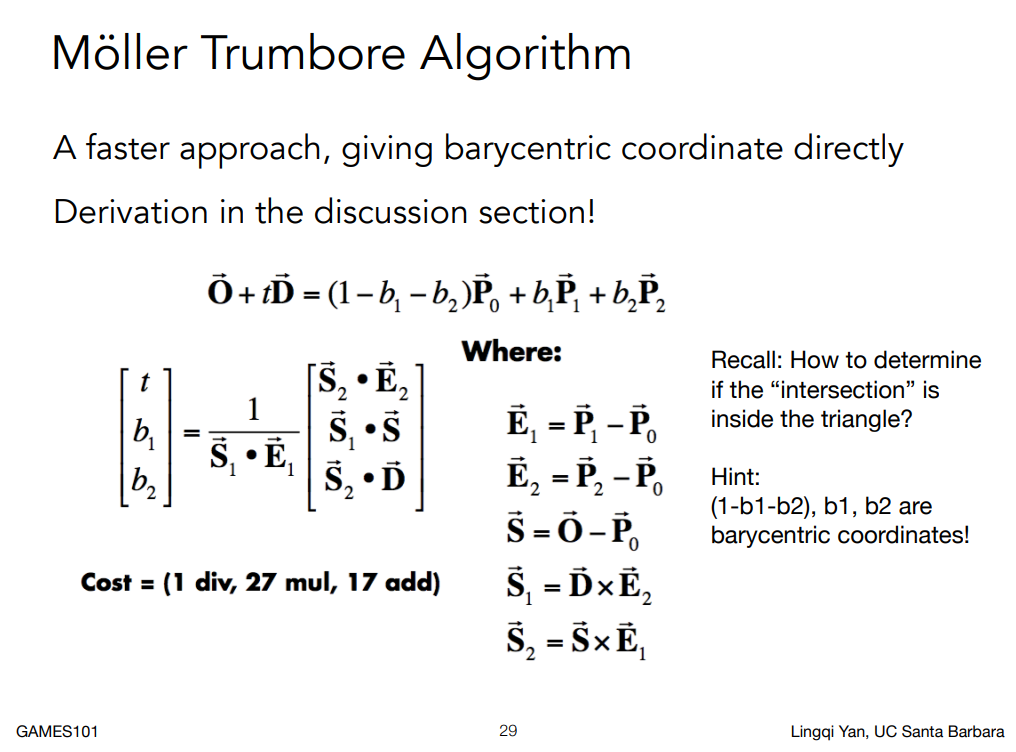 Möller Trumbore Algorithm
A faster approach, giving barycentric coordinate directly
Derivation in the discussion section!
$\vec{\mathbf{O}} + t\vec{\mathbf{D}} = (1 - b_1 - b_2)\vec{\mathbf{P}}_0 + b_1\vec{\mathbf{P}}_1 + b_2\vec{\mathbf{P}}_2$
$\begin{bmatrix} t \\ b_1 \\ b_2 \end{bmatrix} = \frac{1}{\vec{\mathbf{S}}_1 \bullet \vec{\mathbf{E}}_1} \begin{bmatrix} \vec{\mathbf{S}}_2 \bullet \vec{\mathbf{E}}_2 \\ \vec{\mathbf{S}}_1 \bullet \vec{\mathbf{S}} \\ \vec{\mathbf{S}}_2 \bullet \vec{\mathbf{D}} \end{bmatrix}$
Cost = (1 div, 27 mul, 17 add)
Where:
$\vec{\mathbf{E}}_1 = \vec{\mathbf{P}}_1 - \vec{\mathbf{P}}_0$
$\vec{\mathbf{E}}_2 = \vec{\mathbf{P}}_2 - \vec{\mathbf{P}}_0$
$\vec{\mathbf{S}} = \vec{\mathbf{O}} - \vec{\mathbf{P}}_0$
$\vec{\mathbf{S}}_1 = \vec{\mathbf{D}} \times \vec{\mathbf{E}}_2$
$\vec{\mathbf{S}}_2 = \vec{\mathbf{S}} \times \vec{\mathbf{E}}_1$
Recall: How to determine
if the “intersection” is
inside the triangle?
Hint:
(1-b1-b2), b1, b2 are
barycentric coordinates!
GAMES101
29
Lingqi Yan, UC Santa Barbara